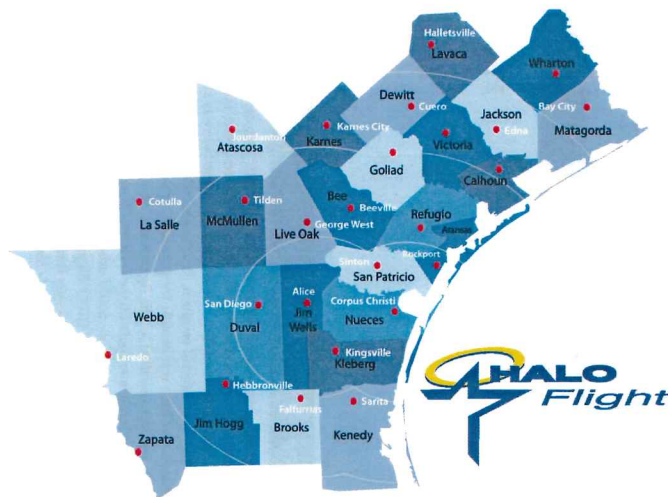 Halletsville
Lavaca
Wharton
Dewitt
Cuero
Jackson
Bay City
Edna
Matagorda
Jourdanton
Atascosa
Karnes City
Karnes
Victoria
Goliad
Calhoun
Cotulla
Tilden
Bee
Beeville
La Salle
McMullen
George West
Live Oak
Refugio
Aransas
Sinton
Rockport
San Patricio
Webb
Alice
San Diego
Jim
Wells
Corpus Christi
Duval
Nueces
Laredo
Kingsville
Kleberg
Hebbronville
Falfurrias
Sarita
Zapata
Jim Hogg
Brooks
Kenedy
HALO
Flight